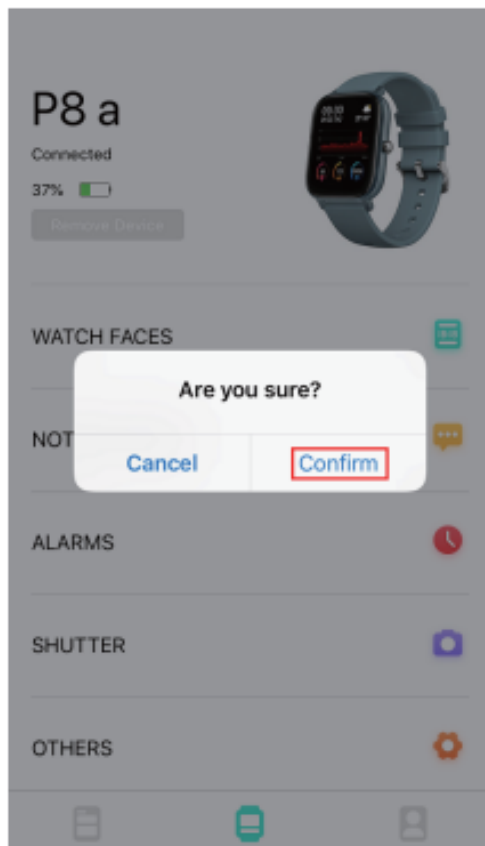 P8 a
Connected
37%
Remove Device
WATCH FACES
Are you sure?
NOT
Cancel
Confirm
ALARMS
SHUTTER
OTHERS